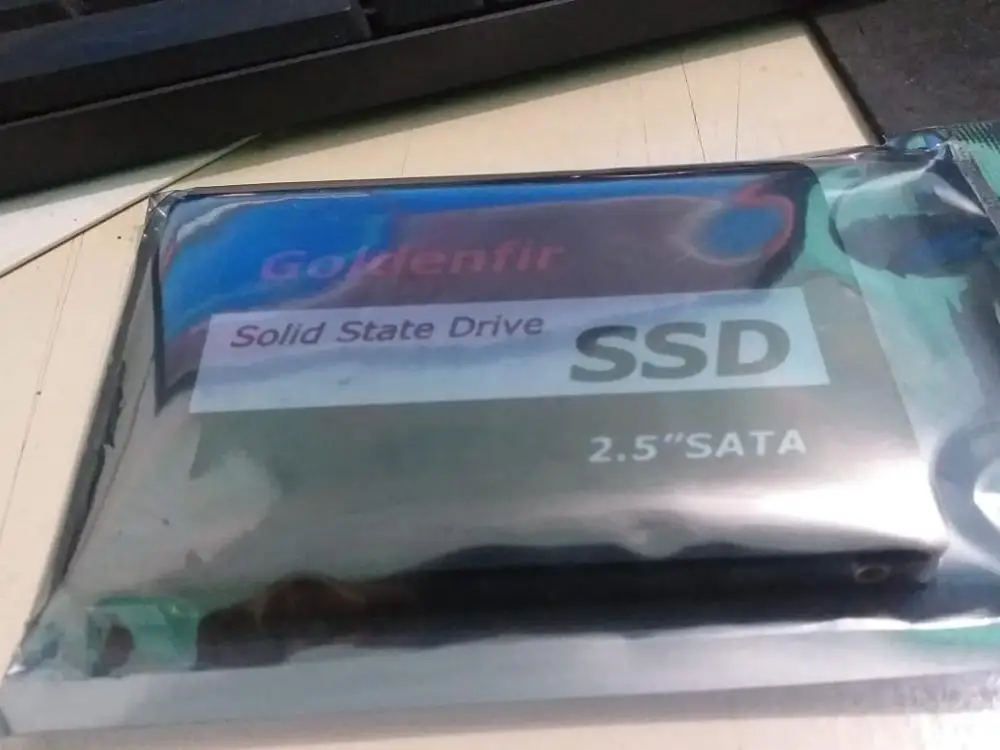 Goldenfir
Solid State Drive
SSD
2.5"SATA